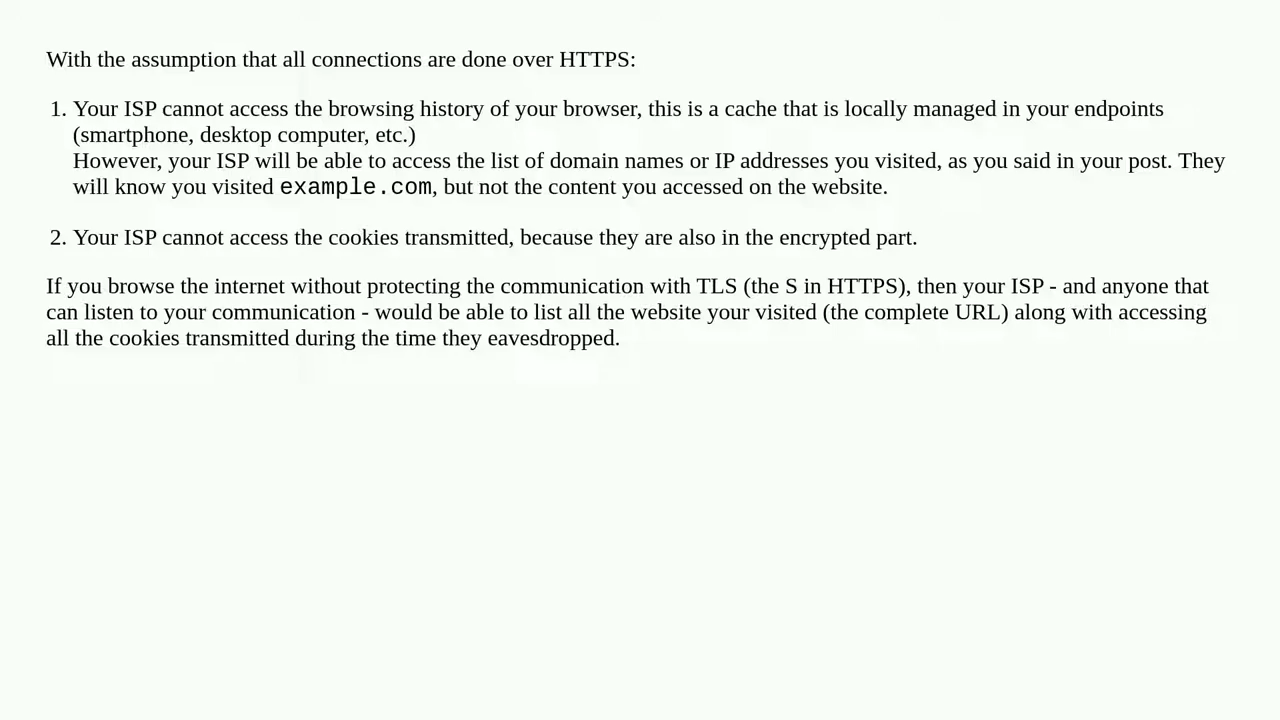 With the assumption that all connections are done over HTTPS:
1. Your ISP cannot access the browsing history of your browser, this is a cache that is locally managed in your endpoints
(smartphone, desktop computer, etc.)
However, your ISP will be able to access the list of domain names or IP addresses you visited, as you said in your post. They
will know you visited example.com, but not the content you accessed on the website.
2. Your ISP cannot access the cookies transmitted, because they are also in the encrypted part.
If you browse the internet without protecting the communication with TLS (the S in HTTPS), then your ISP - and anyone that
can listen to your communication - would be able to list all the website your visited (the complete URL) along with accessing
all the cookies transmitted during the time they eavesdropped.